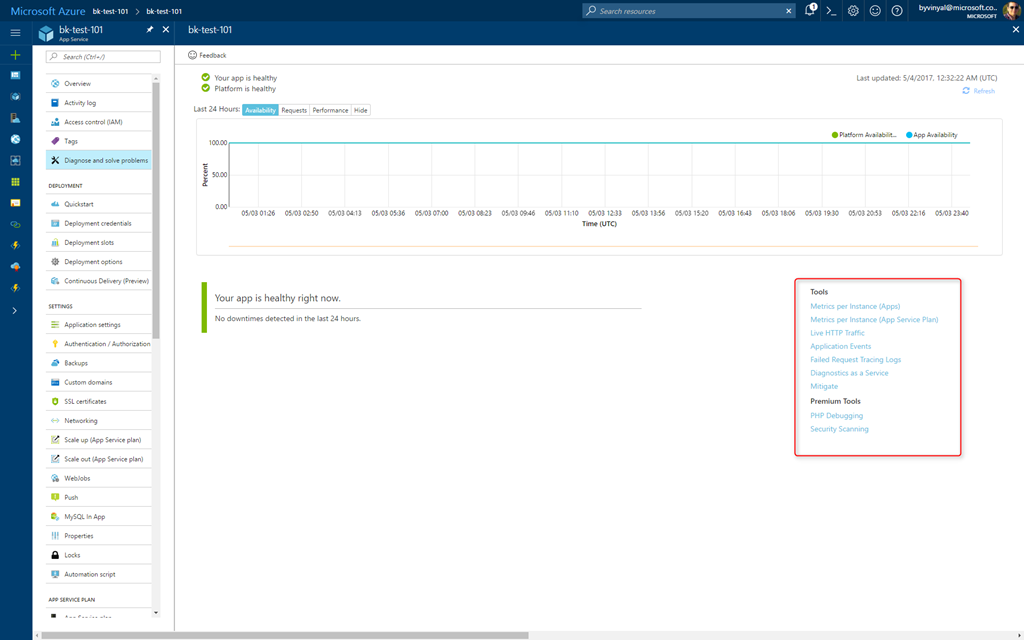 Microsoft Azure bk-test-101 > bk-test-101
Search resources
1
byvinyal@microsoft.co...
MICROSOFT
bk-test-101
App Service
bk-test-101
Search (Ctrl+/)
Overview
Activity log
Access control (IAM)
Tags
Diagnose and solve problems
DEPLOYMENT
Quickstart
Deployment credentials
Deployment slots
Deployment options
Continuous Delivery (Preview)
SETTINGS
Application settings
Authentication / Authorization
Backups
Custom domains
SSL certificates
Networking
Scale up (App Service plan)
Scale out (App Service plan)
WebJobs
Push
MySQL In App
Properties
Locks
Automation script
APP SERVICE PLAN
App Service plan
Feedback
Your app is healthy
Platform is healthy
Last updated: 5/4/2017, 12:32:22 AM (UTC)
Refresh
Last 24 Hours: Availability Requests Performance Hide
Platform Availabilit... App Availability
100.00
50.00
0.00
Percent
05/03 01:26 05/03 02:50 05/03 04:13 05/03 05:36 05/03 07:00 05/03 08:23 05/03 09:46 05/03 11:10 05/03 12:33 05/03 13:56 05/03 15:20 05/03 16:43 05/03 18:06 05/03 19:30 05/03 20:53 05/03 22:16 05/03 23:40
Time (UTC)
Your app is healthy right now.
No downtimes detected in the last 24 hours.
Tools
Metrics per Instance (Apps)
Metrics per Instance (App Service Plan)
Live HTTP Traffic
Application Events
Failed Request Tracing Logs
Diagnostics as a Service
Mitigate
Premium Tools
PHP Debugging
Security Scanning